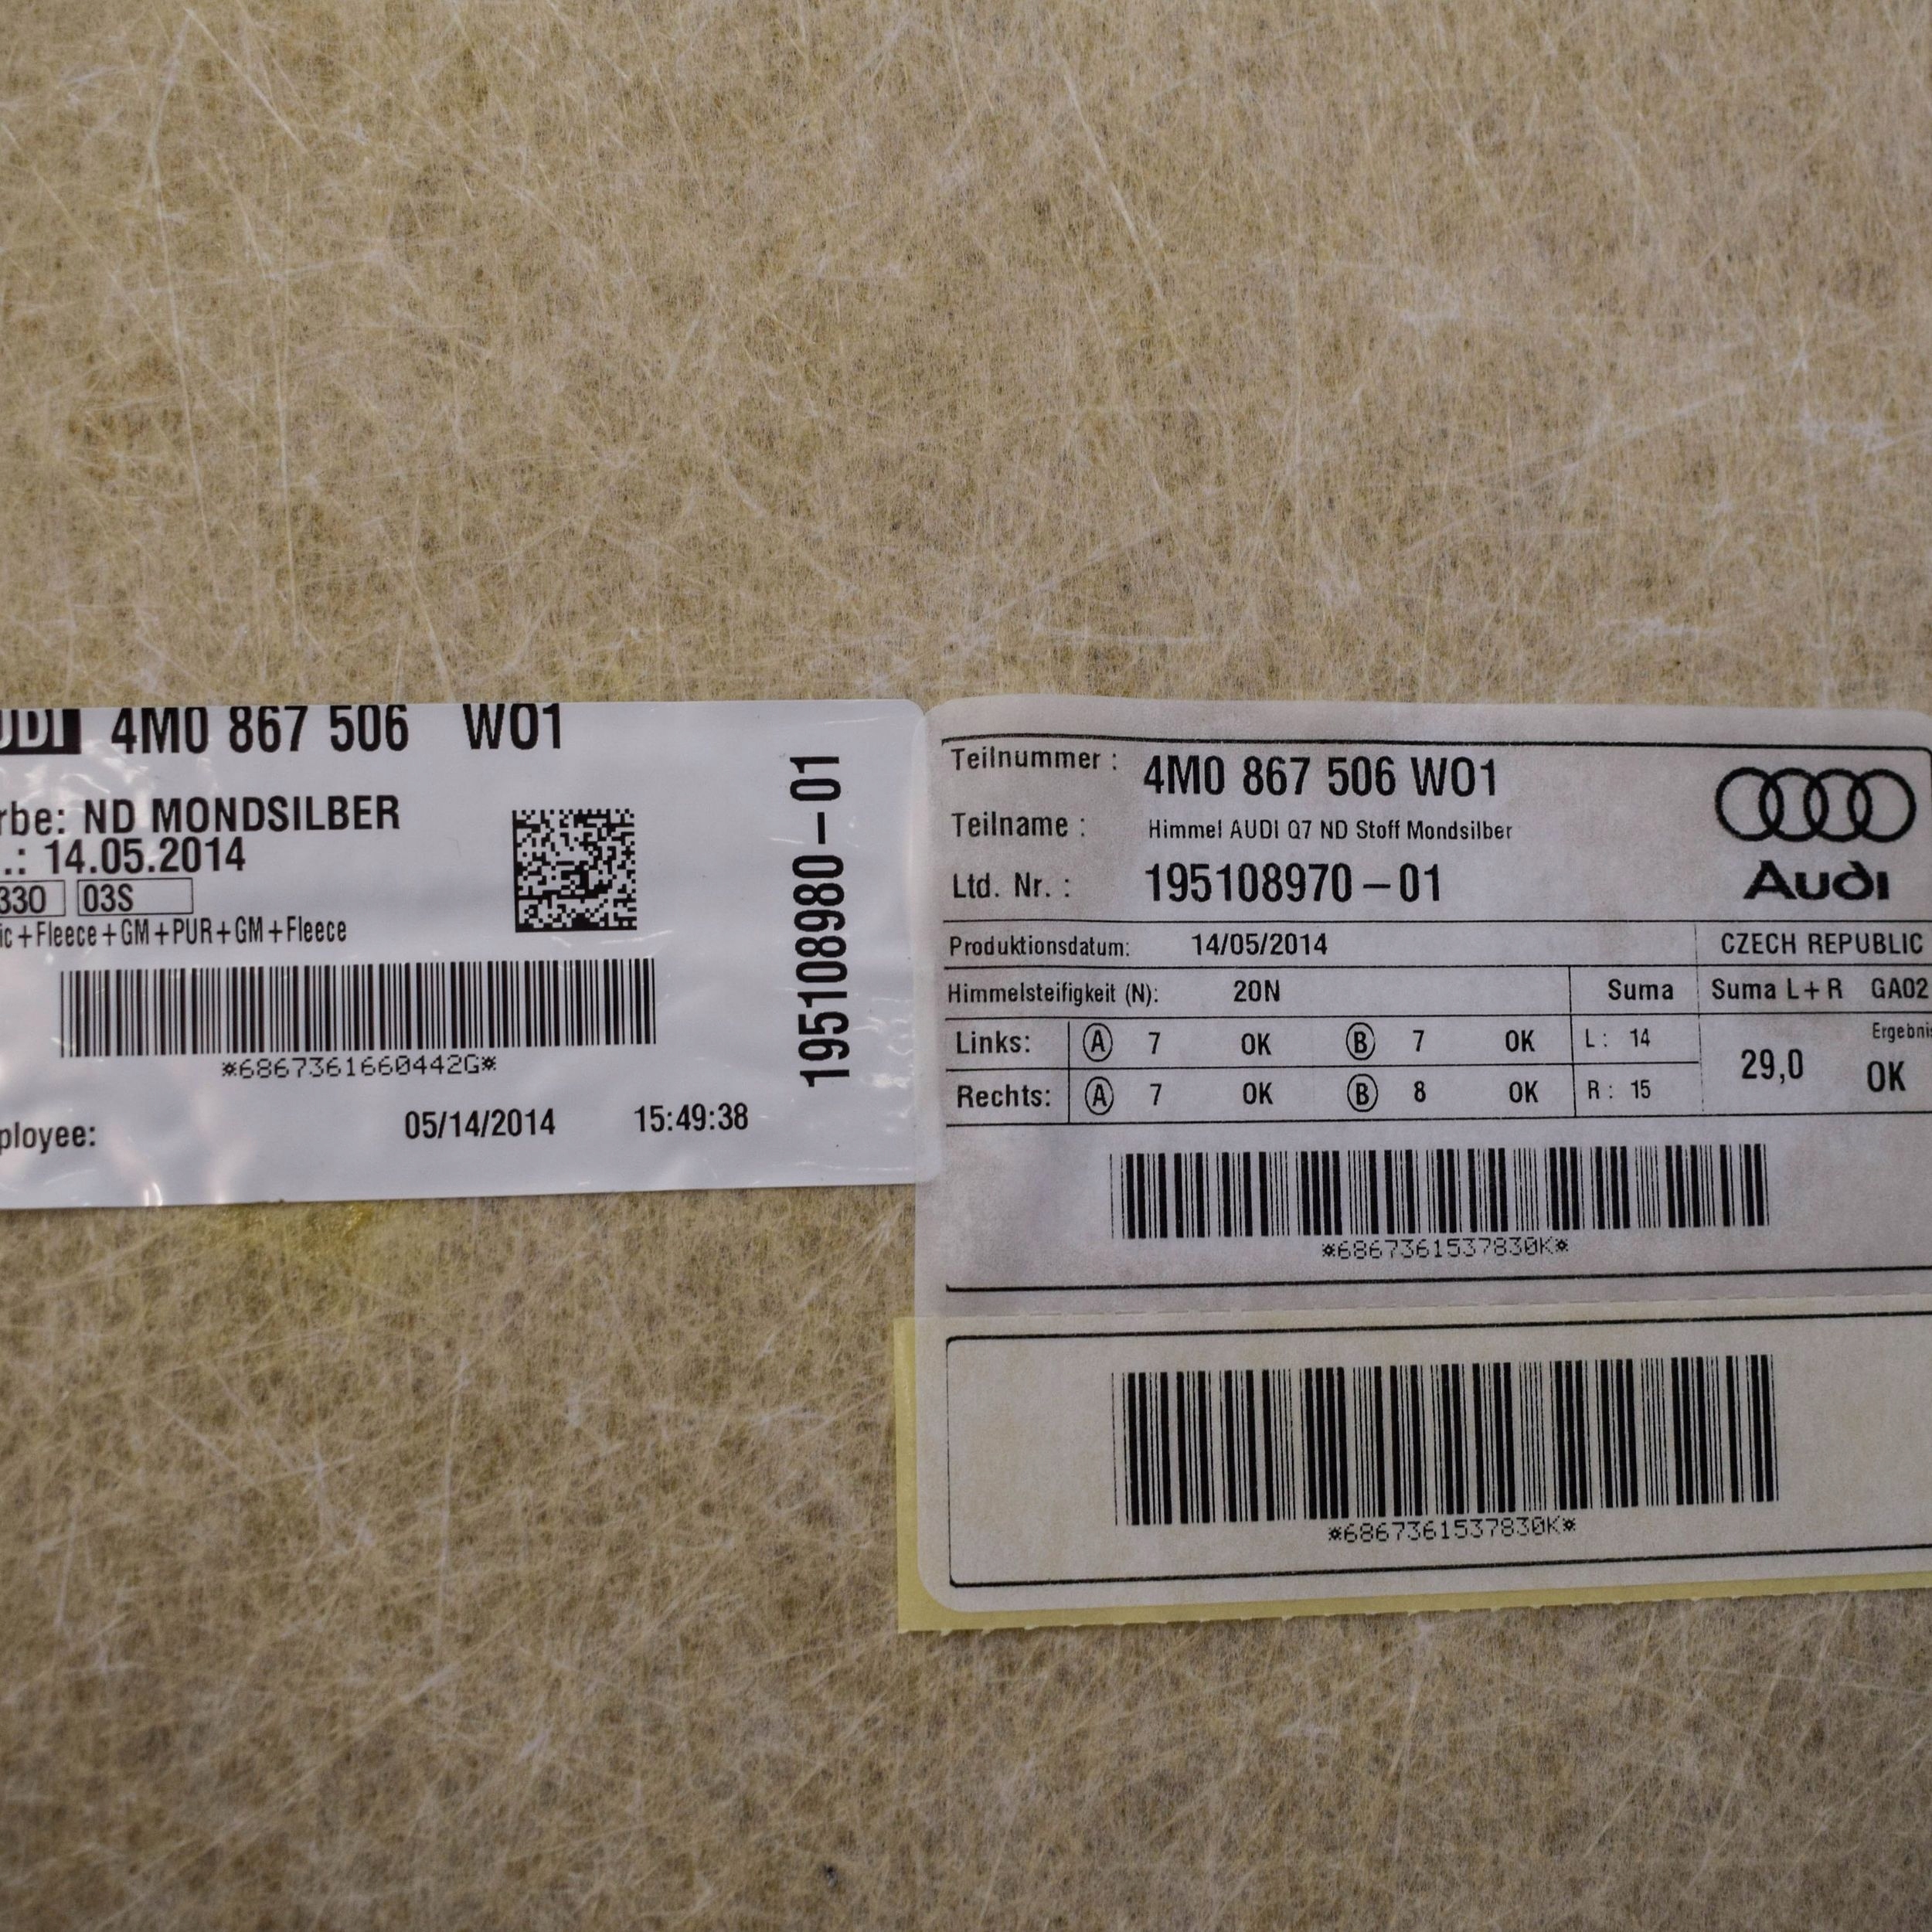 UDI 4M0 867 506 WO1
rbe: ND MONDSILBER
.: 14.05.2014
330 03S
ic+Fleece+GM+PUR+GM+Fleece
*6867361660442G*
ployee: 05/14/2014 15:49:38
195108980-01
Teilnummer : 4M0 867 506 WO1
Teilname : Himmel AUDI Q7 ND Stoff Mondsilber
Ltd. Nr. : 195108970-01
Audi
Produktionsdatum: 14/05/2014 CZECH REPUBLIC
Himmelsteifigkeit (N): 20N Suma Suma L+R GA02
Links: A 7 OK B 7 OK L: 14
Rechts: A 7 OK B 8 OK R: 15
29,0 Ergebnis OK
*6867361537830K*
*6867361537830K*